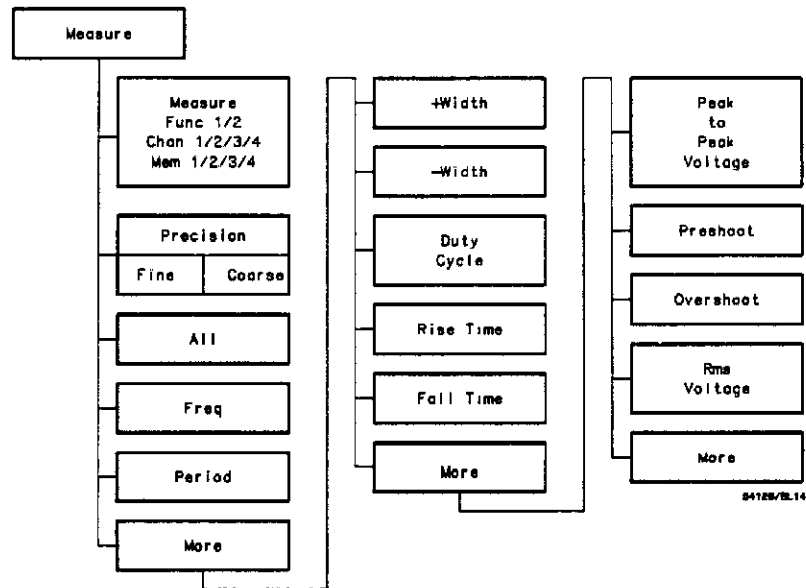 Measure
Measure
Func 1/2
Chan 1/2/3/4
Mem 1/2/3/4
Precision
Fine
Coarse
All
Freq
Period
More
+Width
-Width
Duty
Cycle
Rise Time
Fall Time
More
Peak
to
Peak
Voltage
Preshoot
Overshoot
Rms
Voltage
More